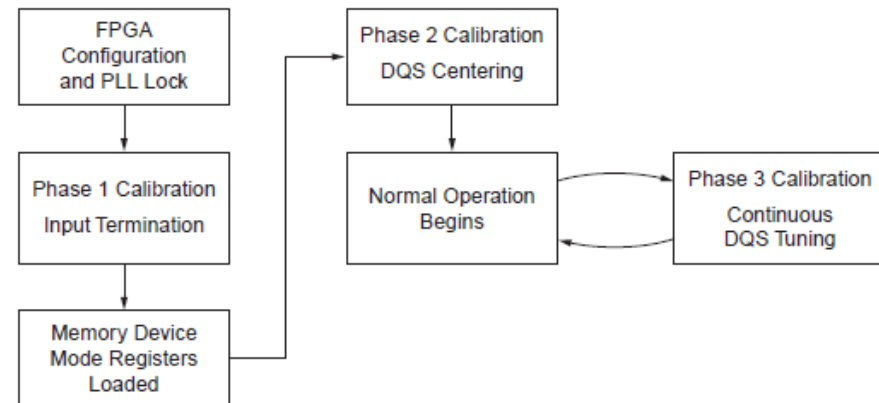 FPGA
Configuration
and PLL Lock
Phase 1 Calibration
Input Termination
Memory Device
Mode Registers
Loaded
Phase 2 Calibration
DQS Centering
Normal Operation
Begins
Phase 3 Calibration
Continuous
DQS Tuning